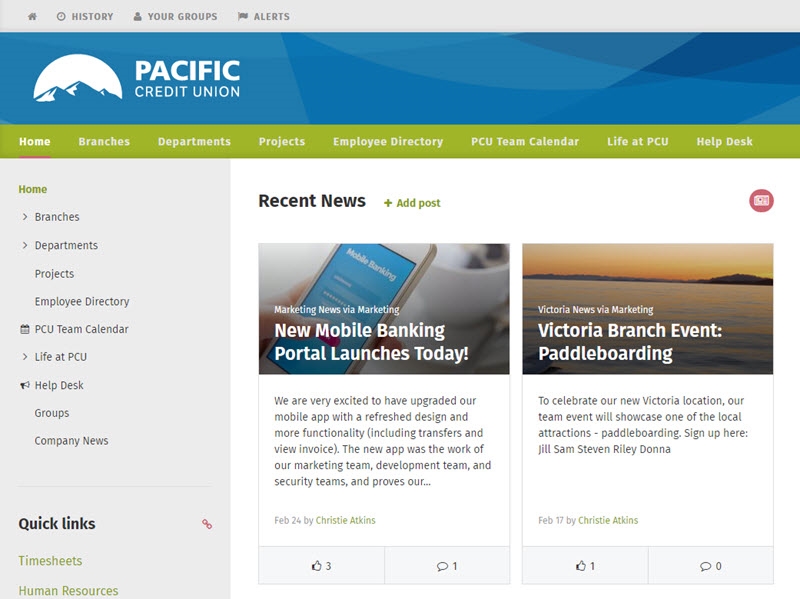 HISTORY YOUR GROUPS ALERTS
PACIFIC
CREDIT UNION
Home Branches Departments Projects Employee Directory PCU Team Calendar Life at PCU Help Desk
Home
Branches
Departments
Projects
Employee Directory
PCU Team Calendar
Life at PCU
Help Desk
Groups
Company News
Quick links
Timesheets
Human Resources
Recent News + Add post
Mobile Banking
Marketing News via Marketing
New Mobile Banking
Portal Launches Today!
We are very excited to have upgraded our
mobile app with a refreshed design and
more functionality (including transfers and
view invoice). The new app was the work of
our marketing team, development team, and
security teams, and proves our...
Feb 24 by Christie Atkins
3 1
Victoria News via Marketing
Victoria Branch Event:
Paddleboarding
To celebrate our new Victoria location, our
team event will showcase one of the local
attractions - paddleboarding. Sign up here:
Jill Sam Steven Riley Donna
Feb 17 by Christie Atkins
1 0